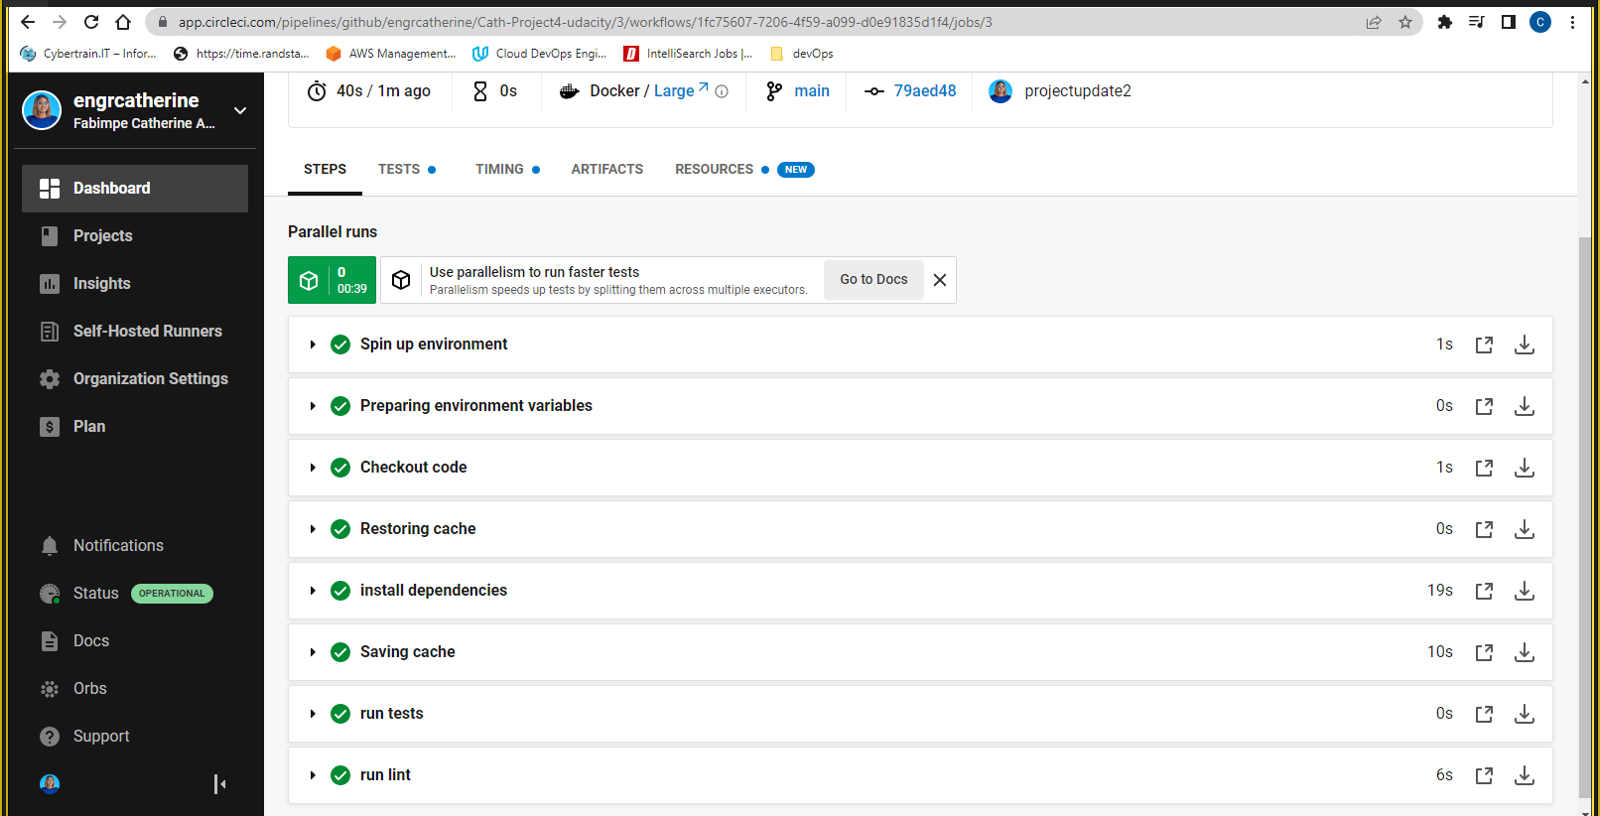 app.circleci.com/pipelines/github/engrcatherine/Cath-Project4-udacity/3/workflows/1fc75607-7206-4f59-a099-d0e91835d1f4/jobs/3
C
Cybertrain.IT – Infor... https://time.randsta... AWS Management... Cloud DevOps Engi... IntelliSearch Jobs |... devOps
engrcatherine
Fabimpe Catherine A...
40s / 1m ago 0s Docker / Large main 79aed48 projectupdate2
STEPS TESTS TIMING ARTIFACTS RESOURCES NEW
Dashboard
Projects
Insights
Self-Hosted Runners
Organization Settings
Plan
Notifications
Status OPERATIONAL
Docs
Orbs
Support
Parallel runs
0
00:39
Use parallelism to run faster tests
Parallelism speeds up tests by splitting them across multiple executors.
Go to Docs
Spin up environment 1s
Preparing environment variables 0s
Checkout code 1s
Restoring cache 0s
install dependencies 19s
Saving cache 10s
run tests 0s
run lint 6s